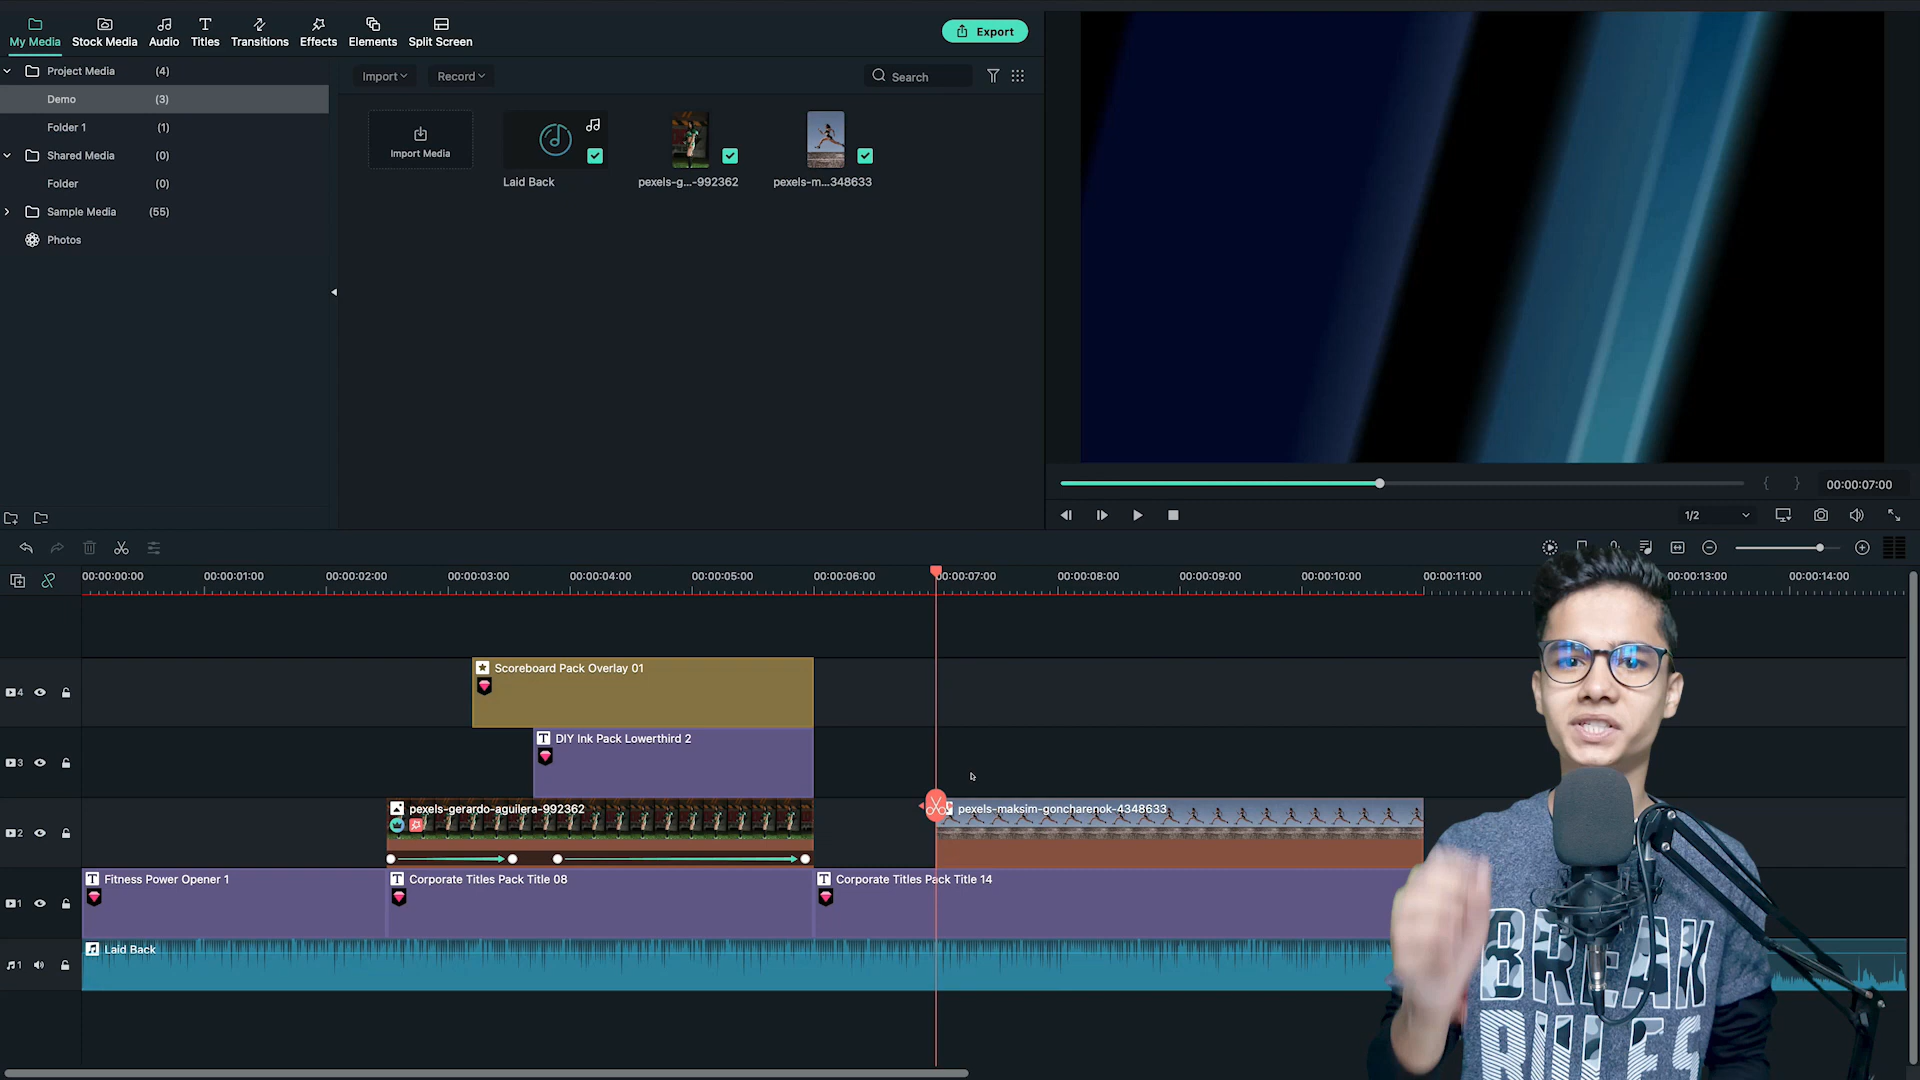 My Media
Stock Media
Audio
Titles
Transitions
Effects
Elements
Split Screen
Export
Project Media (4)
Demo (3)
Folder 1 (1)
Shared Media (0)
Folder (0)
Sample Media (55)
Photos
Import
Record
Search
Import Media
Laid Back
pexels-g...-992362
pexels-m...348633
00:00:07:00
1/2
00:00:00:00
00:00:01:00
00:00:02:00
00:00:03:00
00:00:04:00
00:00:05:00
00:00:06:00
00:00:07:00
00:00:08:00
00:00:09:00
00:00:10:00
00:00:11:00
00:00:13:00
00:00:14:00
4
Scoreboard Pack Overlay 01
3
DIY Ink Pack Lowerthird 2
2
pexels-gerardo-aguilera-992362
pexels-maksim-goncharenok-4348633
1
Fitness Power Opener 1
Corporate Titles Pack Title 08
Corporate Titles Pack Title 14
1
Laid Back
BREAK
RULES